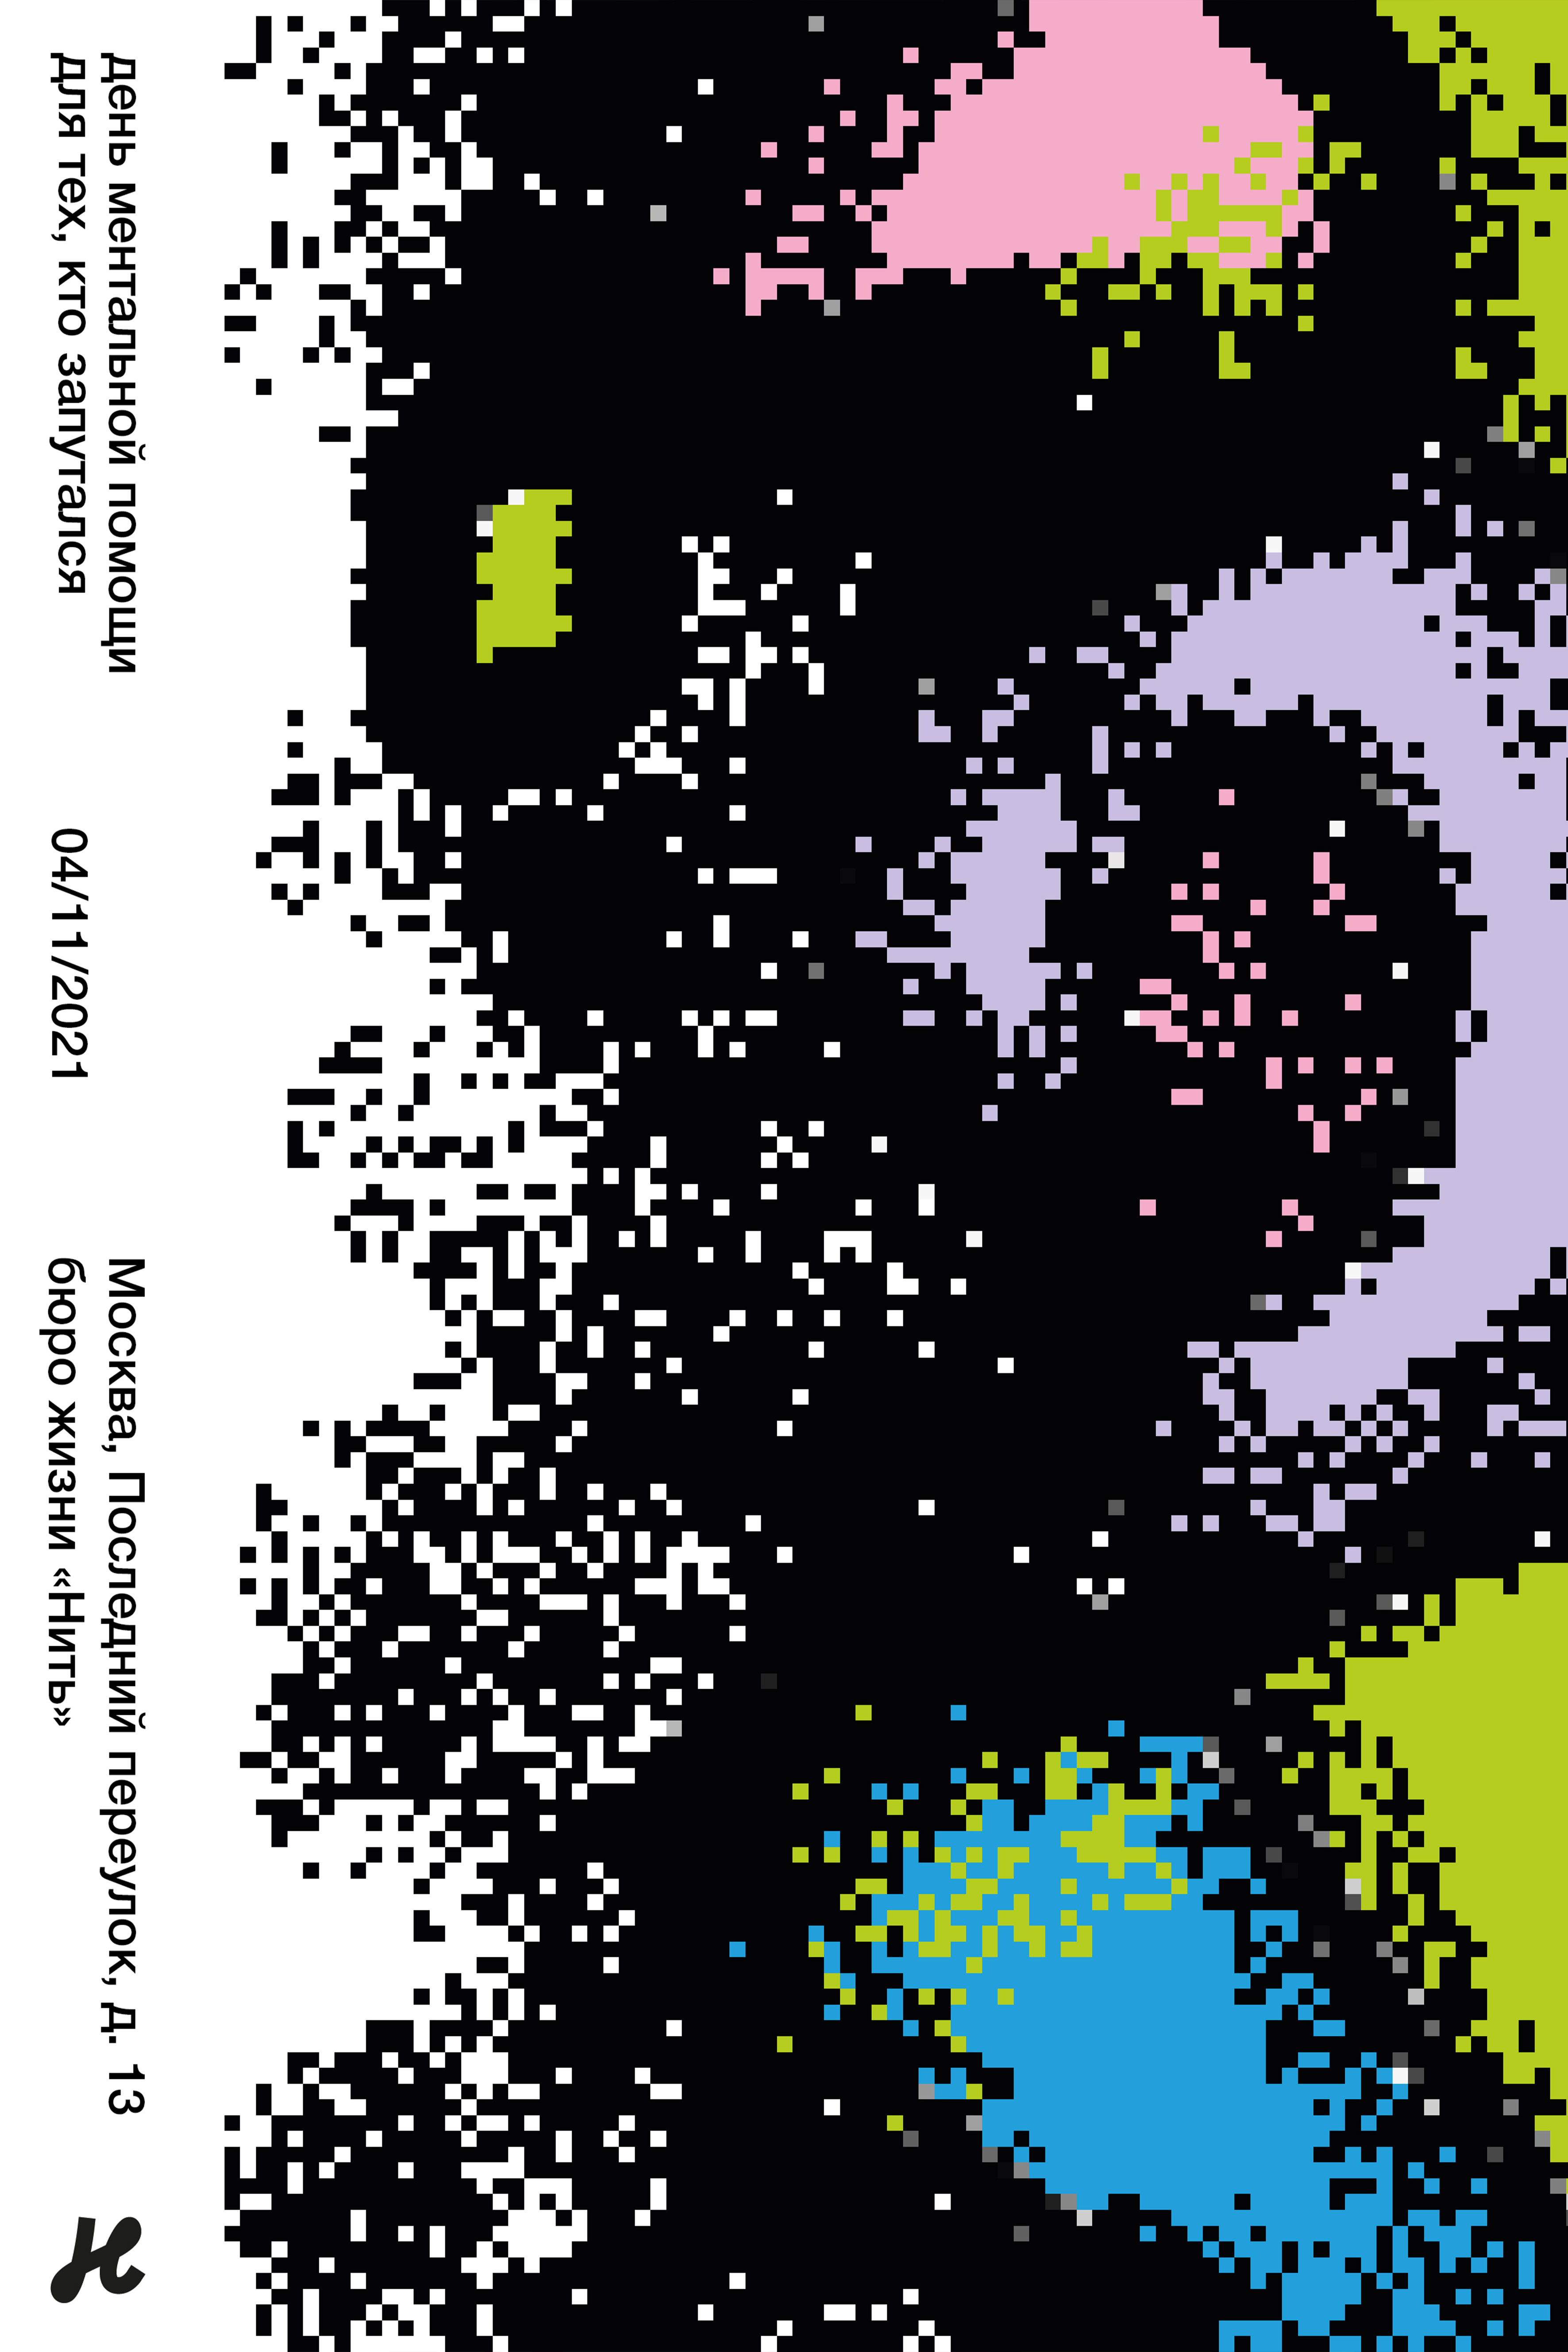 день ментальной помощи
для тех, кто запутался
04/11/2021
Москва, Последний переулок, д. 13
бюро жизни «Нить»